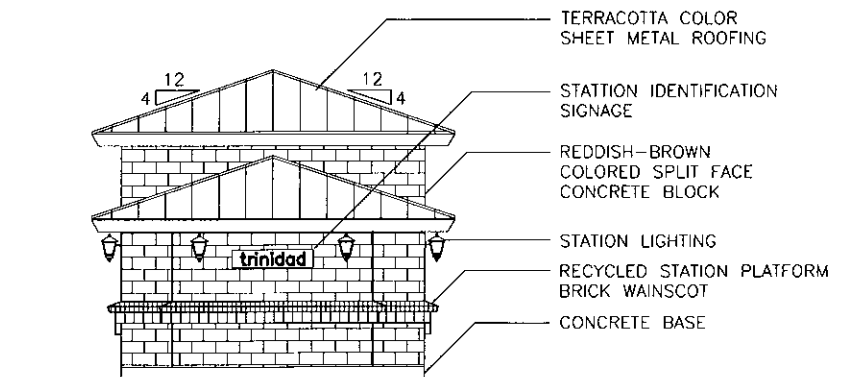 TERRACOTTA COLOR
SHEET METAL ROOFING
12
4
12
4
STATTION IDENTIFICATION
SIGNAGE
REDDISH-BROWN
COLORED SPLIT FACE
CONCRETE BLOCK
STATION LIGHTING
trinidad
RECYCLED STATION PLATFORM
BRICK WAINSCOT
CONCRETE BASE